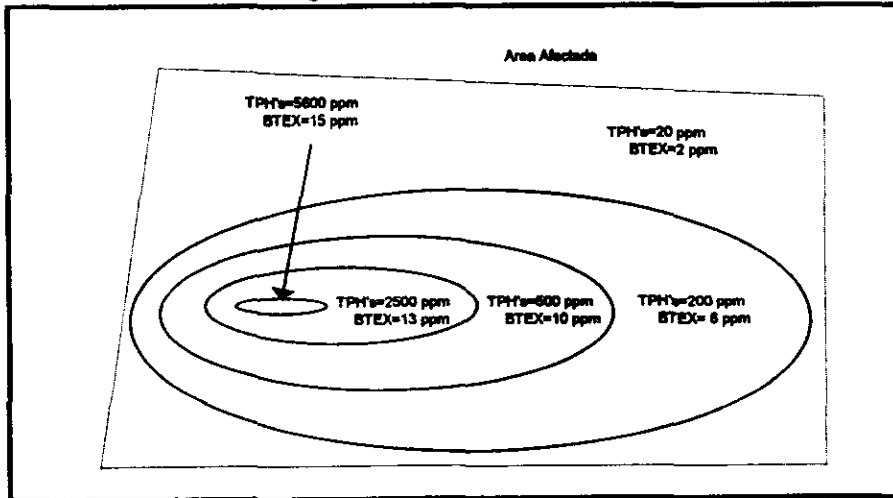 Area Afectada
TPH's=5600 ppm
BTEX=15 ppm
TPH's=20 ppm
BTEX=2 ppm
TPH's=2500 ppm
BTEX=13 ppm
TPH's=600 ppm
BTEX=10 ppm
TPH's=200 ppm
BTEX= 6 ppm